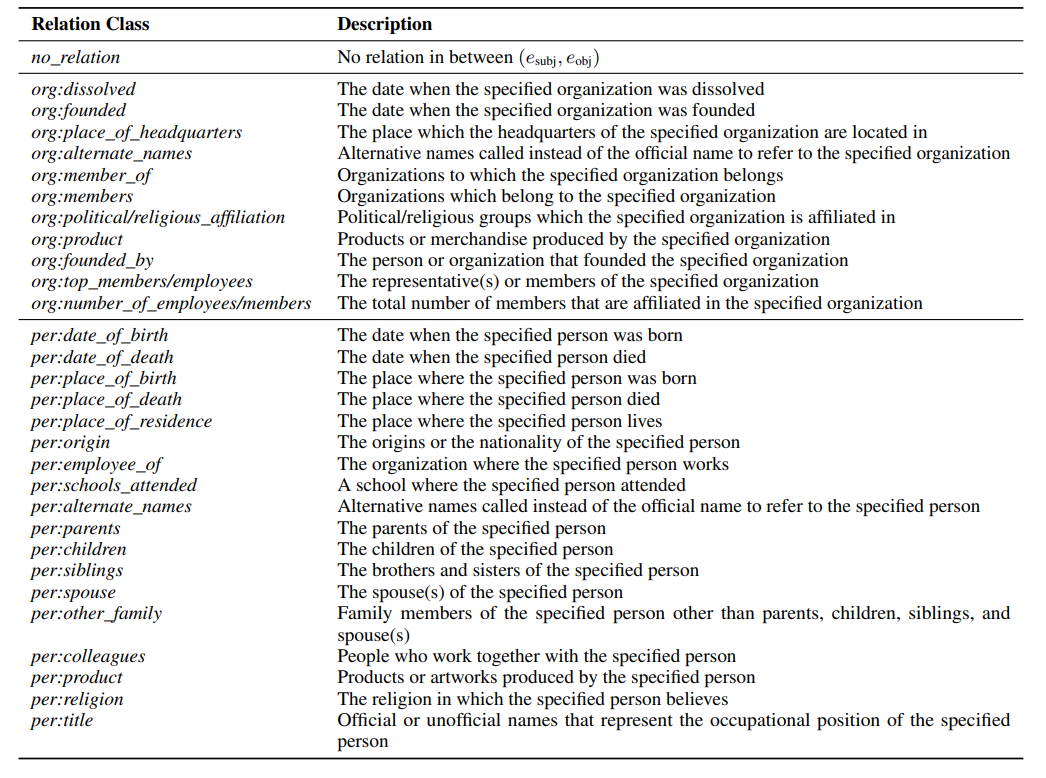 Relation Class Description
no_relation No relation in between (e_subj, e_obj)
org:dissolved The date when the specified organization was dissolved
org:founded The date when the specified organization was founded
org:place_of_headquarters The place which the headquarters of the specified organization are located in
org:alternate_names Alternative names called instead of the official name to refer to the specified organization
org:member_of Organizations to which the specified organization belongs
org:members Organizations which belong to the specified organization
org:political/religious_affiliation Political/religious groups which the specified organization is affiliated in
org:product Products or merchandise produced by the specified organization
org:founded_by The person or organization that founded the specified organization
org:top_members/employees The representative(s) or members of the specified organization
org:number_of_employees/members The total number of members that are affiliated in the specified organization
per:date_of_birth The date when the specified person was born
per:date_of_death The date when the specified person died
per:place_of_birth The place where the specified person was born
per:place_of_death The place where the specified person died
per:place_of_residence The place where the specified person lives
per:origin The origins or the nationality of the specified person
per:employee_of The organization where the specified person works
per:schools_attended A school where the specified person attended
per:alternate_names Alternative names called instead of the official name to refer to the specified person
per:parents The parents of the specified person
per:children The children of the specified person
per:siblings The brothers and sisters of the specified person
per:spouse The spouse(s) of the specified person
per:other_family Family members of the specified person other than parents, children, siblings, and
spouse(s)
per:colleagues People who work together with the specified person
per:product Products or artworks produced by the specified person
per:religion The religion in which the specified person believes
per:title Official or unofficial names that represent the occupational position of the specified
person